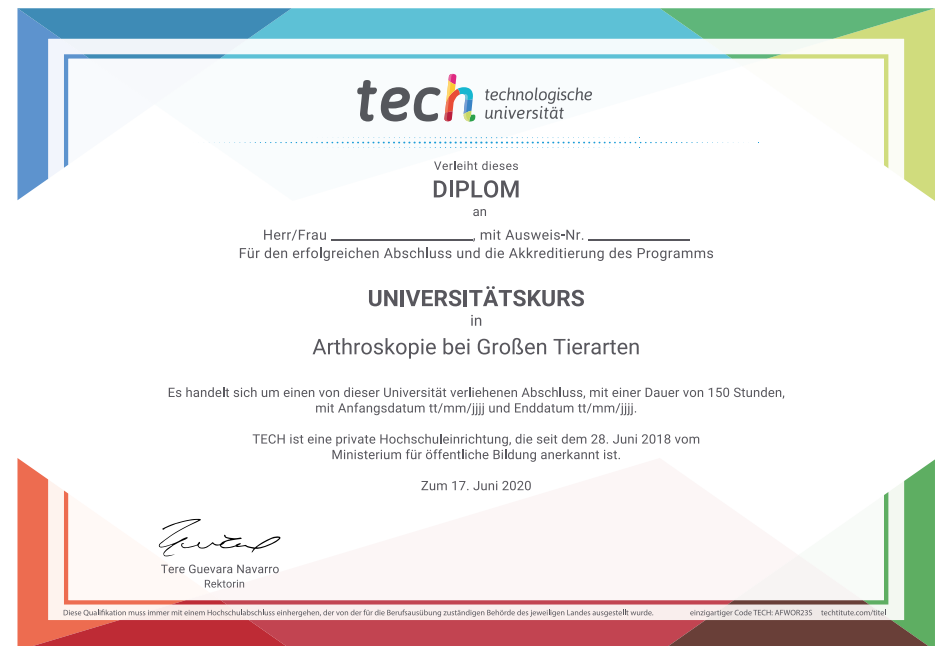 tech technologische
universität
Verleiht dieses
DIPLOM
an
Herr/Frau ____________________, mit Ausweis-Nr. ______________
Für den erfolgreichen Abschluss und die Akkreditierung des Programms
UNIVERSITÄTSKURS
in
Arthroskopie bei Großen Tierarten
Es handelt sich um einen von dieser Universität verliehenen Abschluss, mit einer Dauer von 150 Stunden,
mit Anfangsdatum tt/mm/jjjj und Enddatum tt/mm/jjjj.
TECH ist eine private Hochschuleinrichtung, die seit dem 28. Juni 2018 vom
Ministerium für öffentliche Bildung anerkannt ist.
Zum 17. Juni 2020
Tere Guevara Navarro
Rektorin
Diese Qualifikation muss immer mit einem Hochschulabschluss einhergehen, der von der für die Berufsausübung zuständigen Behörde des jeweiligen Landes ausgestellt wurde. einzigartiger Code TECH: AFWOR235 techtitute.com/titel